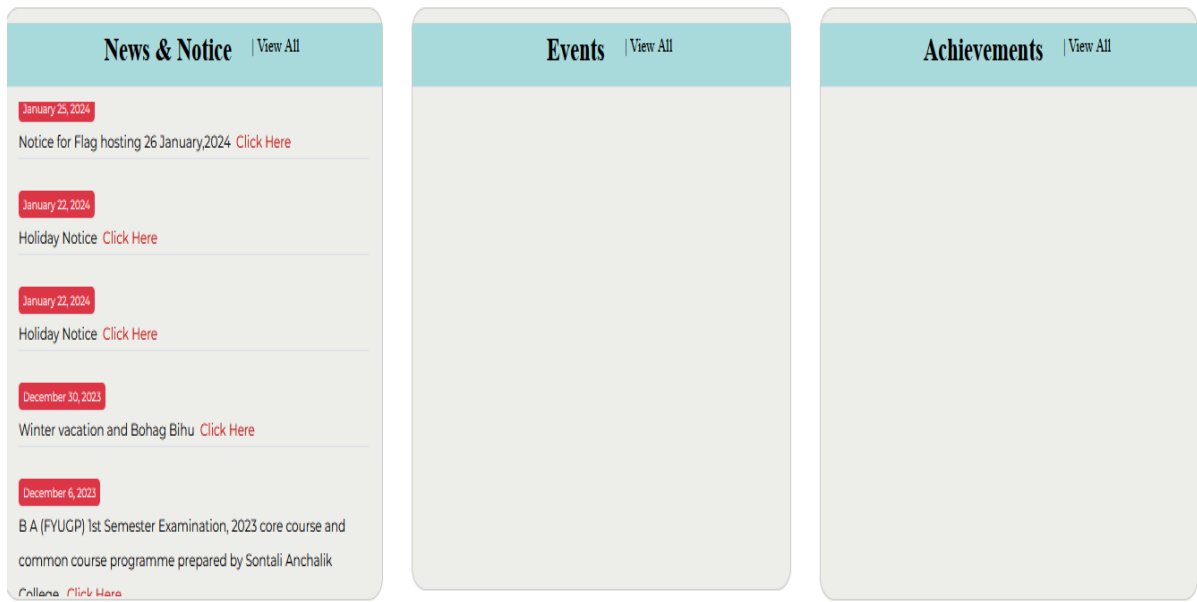 News & Notice | View All
January 25, 2024
Notice for Flag hosting 26 January,2024 Click Here
January 22, 2024
Holiday Notice Click Here
January 22, 2024
Holiday Notice Click Here
December 30, 2023
Winter vacation and Bohag Bihu Click Here
December 6, 2023
B A (FYUGP) 1st Semester Examination, 2023 core course and
common course programme prepared by Sontali Anchalik
College Click Here
Events | View All
Achievements | View All